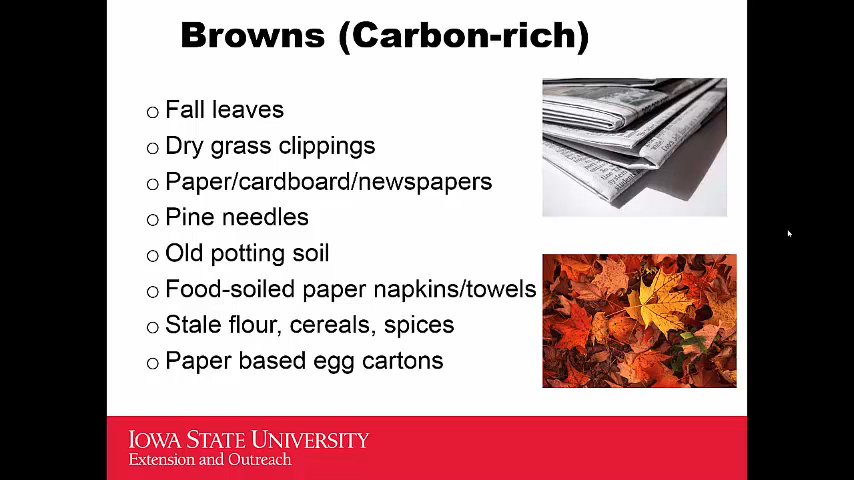 Browns (Carbon-rich)
Fall leaves
Dry grass clippings
Paper/cardboard/newspapers
Pine needles
Old potting soil
Food-soiled paper napkins/towels
Stale flour, cereals, spices
Paper based egg cartons
IOWA STATE UNIVERSITY
Extension and Outreach